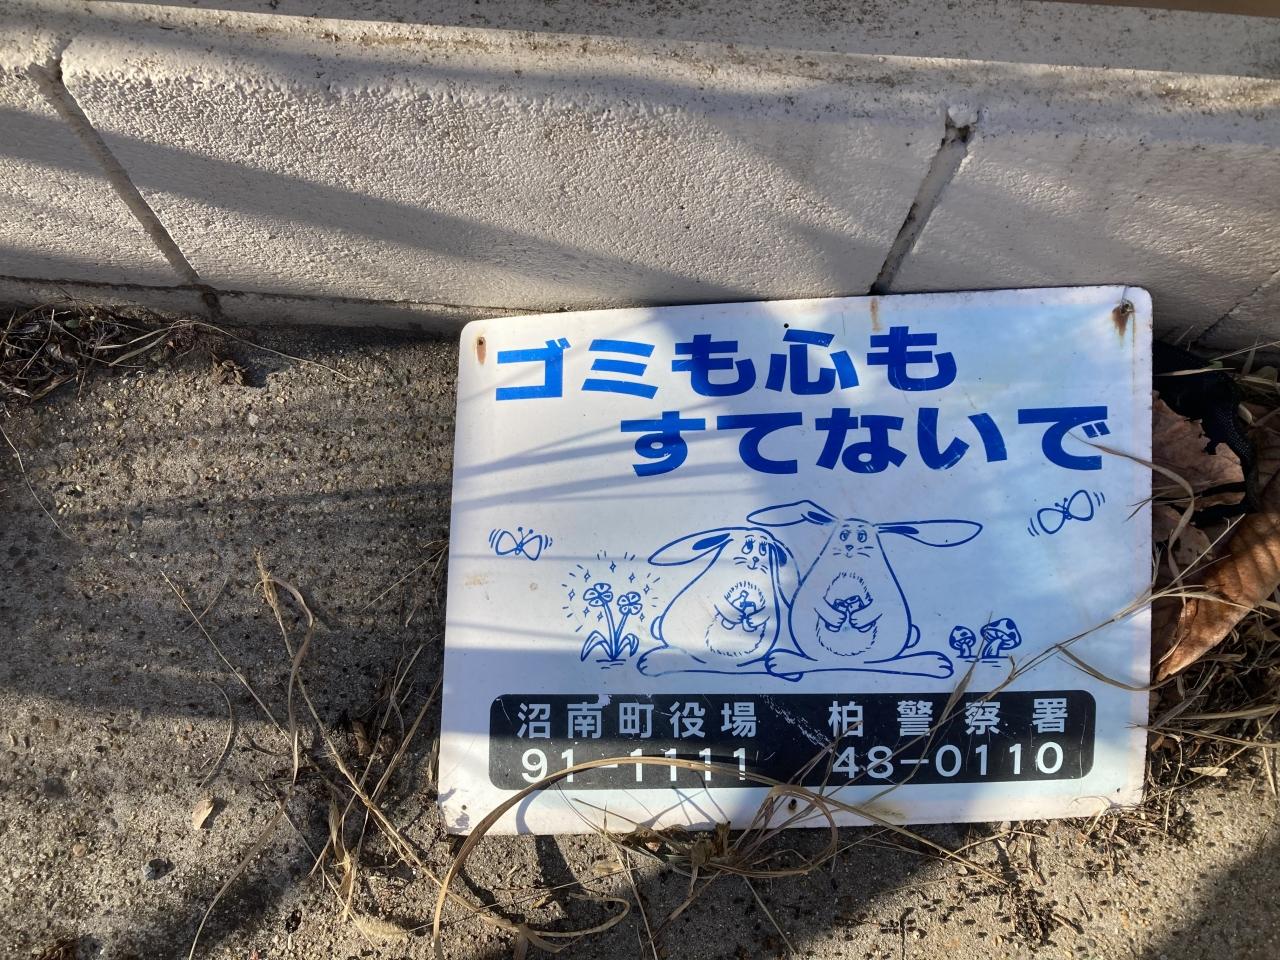 ゴミも心も
すてないで
沼南町役場 柏警察署
91-1111 48-0110